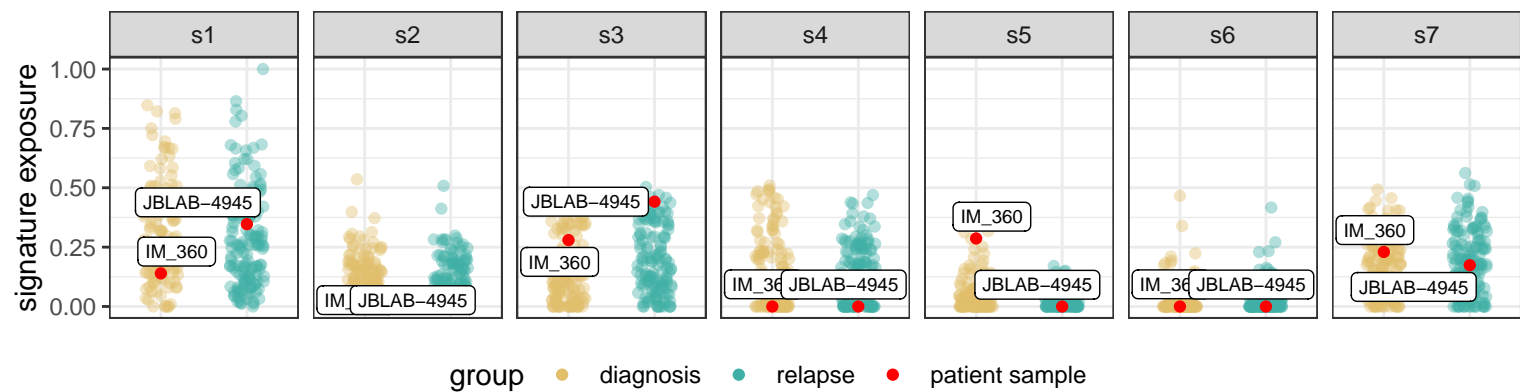 s1 s2 s3 s4 s5 s6 s7
signature exposure
1.00
0.75
0.50
0.25
0.00
JBLAB−4945
IM_360
JBLAB−4945
JBLAB−4945
IM_360
JBLAB−4945
IM_360
JBLAB−4945
JBLAB−4945
IM_360
JBLAB−4945
group diagnosis relapse patient sample